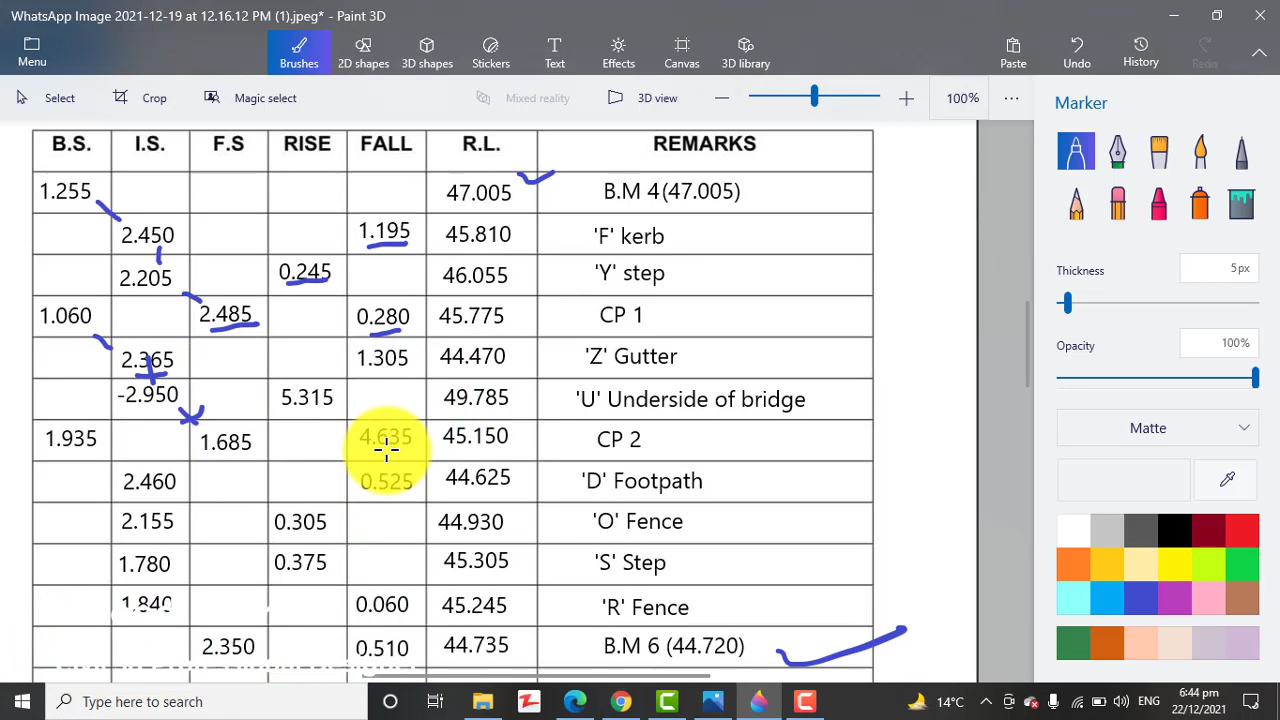 WhatsApp Image 2021-12-19 at 12.16.12 PM (1).jpeg* - Paint 3D
Menu Brushes 2D shapes 3D shapes Stickers Text Effects Canvas 3D library Paste Undo History Redo
Select Crop Magic select Mixed reality 3D view 100%
Marker
Thickness 5px
Opacity 100%
Matte
B.S. I.S. F.S RISE FALL R.L. REMARKS
1.255 47.005 B.M 4(47.005)
2.450 1.195 45.810 'F' kerb
2.205 0.245 46.055 'Y' step
1.060 2.485 0.280 45.775 CP 1
2.365 1.305 44.470 'Z' Gutter
-2.950 5.315 49.785 'U' Underside of bridge
1.935 1.685 4.635 45.150 CP 2
2.460 0.525 44.625 'D' Footpath
2.155 0.305 44.930 'O' Fence
1.780 0.375 45.305 'S' Step
1.840 0.060 45.245 'R' Fence
2.350 0.510 44.735 B.M 6 (44.720)
Type here to search 14°C ENG 6:44 pm
22/12/2021